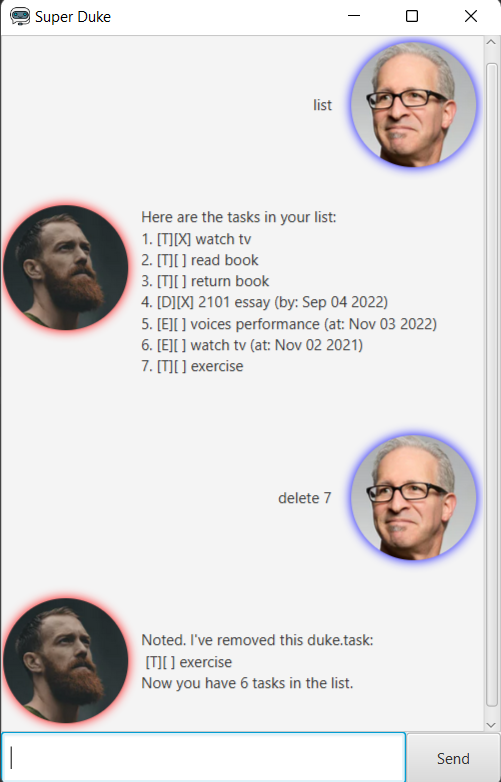 Super Duke
list
Here are the tasks in your list:
1. [T][X] watch tv
2. [T][ ] read book
3. [T][ ] return book
4. [D][X] 2101 essay (by: Sep 04 2022)
5. [E][ ] voices performance (at: Nov 03 2022)
6. [E][ ] watch tv (at: Nov 02 2021)
7. [T][ ] exercise
delete 7
Noted. I've removed this duke.task:
[T][ ] exercise
Now you have 6 tasks in the list.
Send